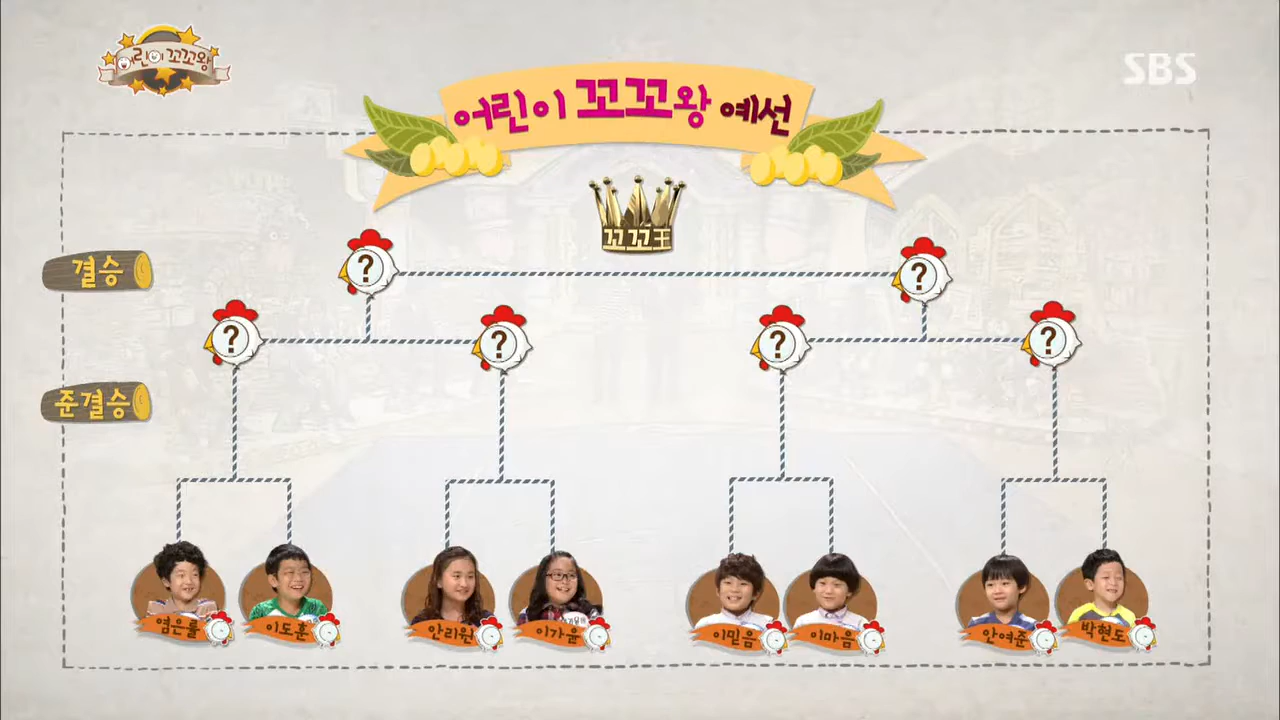 어린이 꼬꼬왕
SBS
어린이 꼬꼬왕 예선
꼬꼬王
결승
? ?
? ? ? ?
준결승
염은률 이도훈 안리원 이가윤 이믿음 이마음 안여준 박현도